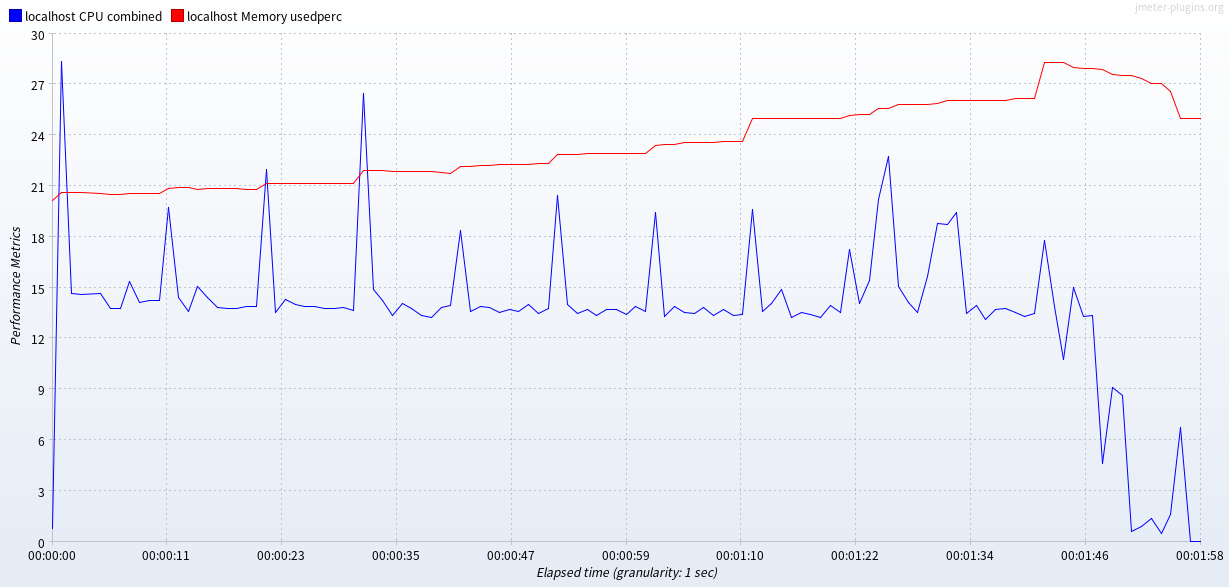 jmeter-plugins.org
localhost CPU combined localhost Memory usedperc
30
27
24
21
18
15
12
9
6
3
0
Performance Metrics
00:00:00 00:00:11 00:00:23 00:00:35 00:00:47 00:00:59 00:01:10 00:01:22 00:01:34 00:01:46 00:01:58
Elapsed time (granularity: 1 sec)